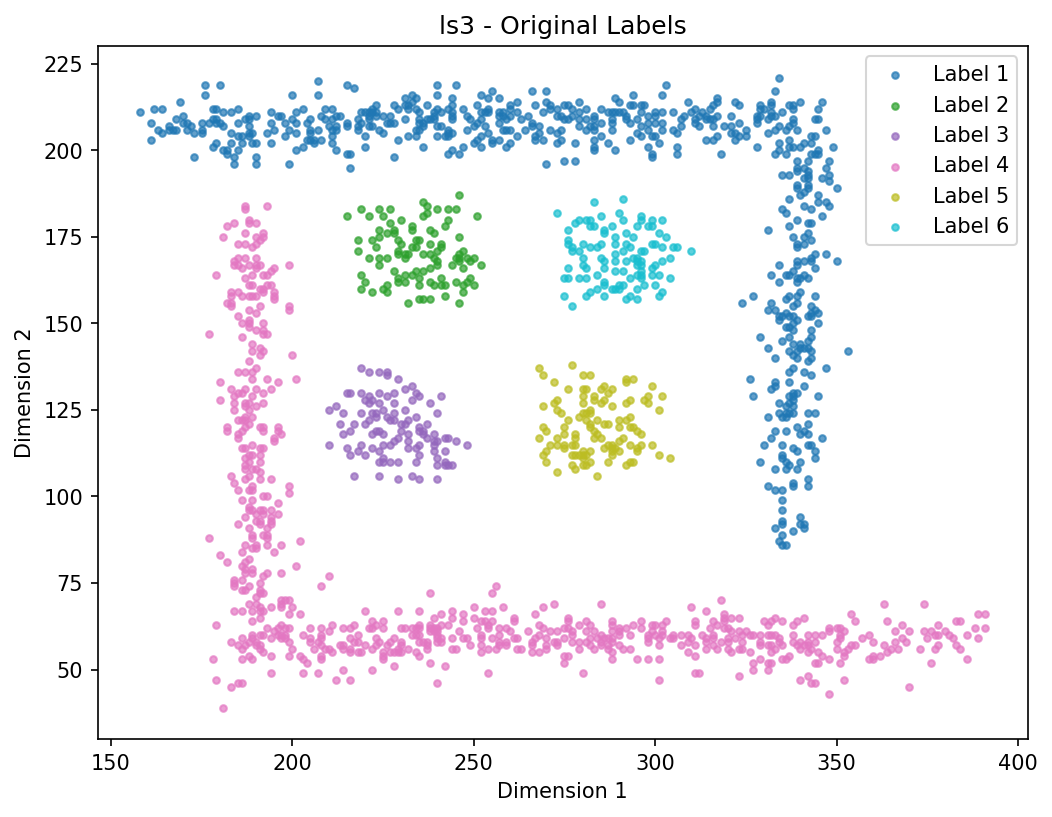 ls3 - Original Labels
Label 1
Label 2
Label 3
Label 4
Label 5
Label 6
225
200
175
150
125
100
75
50
Dimension 2
150
200
250
300
350
400
Dimension 1